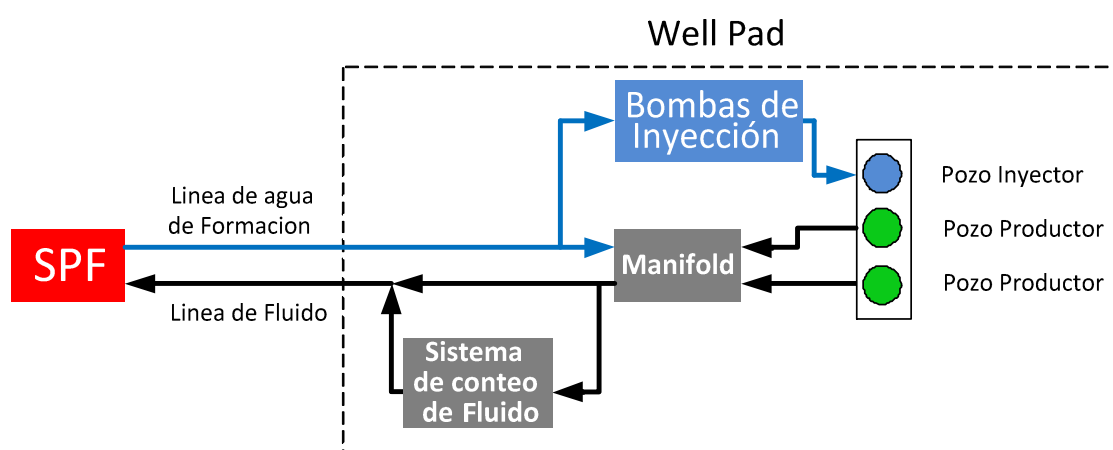 Well Pad
Bombas de
Inyección
Linea de agua
de Formacion
Pozo Inyector
Pozo Productor
SPF
Manifold
Pozo Productor
Linea de Fluido
Sistema
de conteo
de Fluido